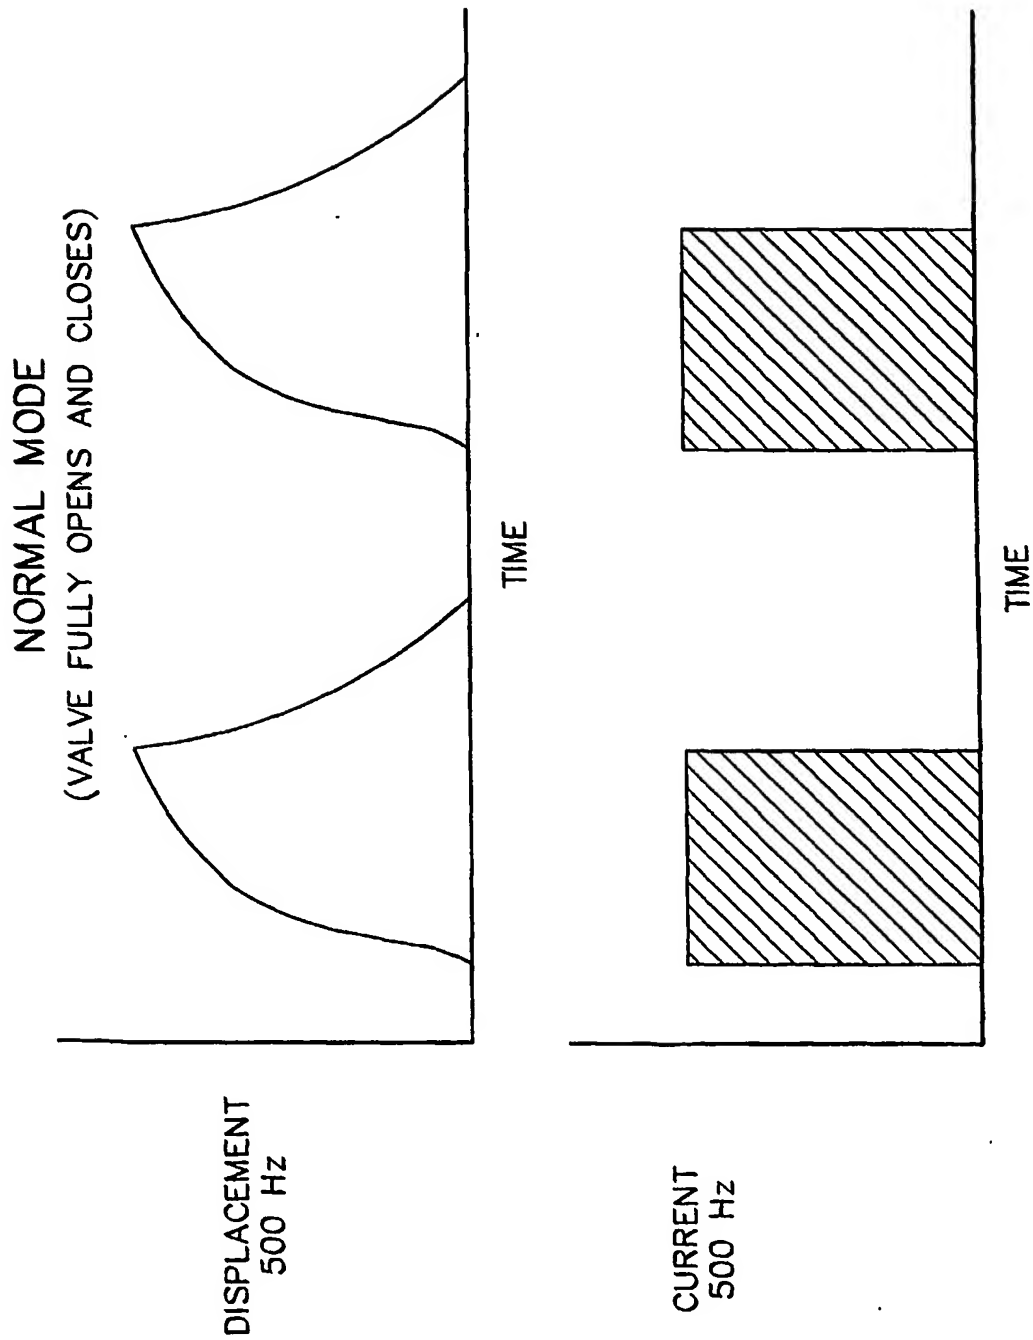 NORMAL MODE
(VALVE FULLY OPENS AND CLOSES)
DISPLACEMENT
500 Hz
TIME
CURRENT
500 Hz
TIME